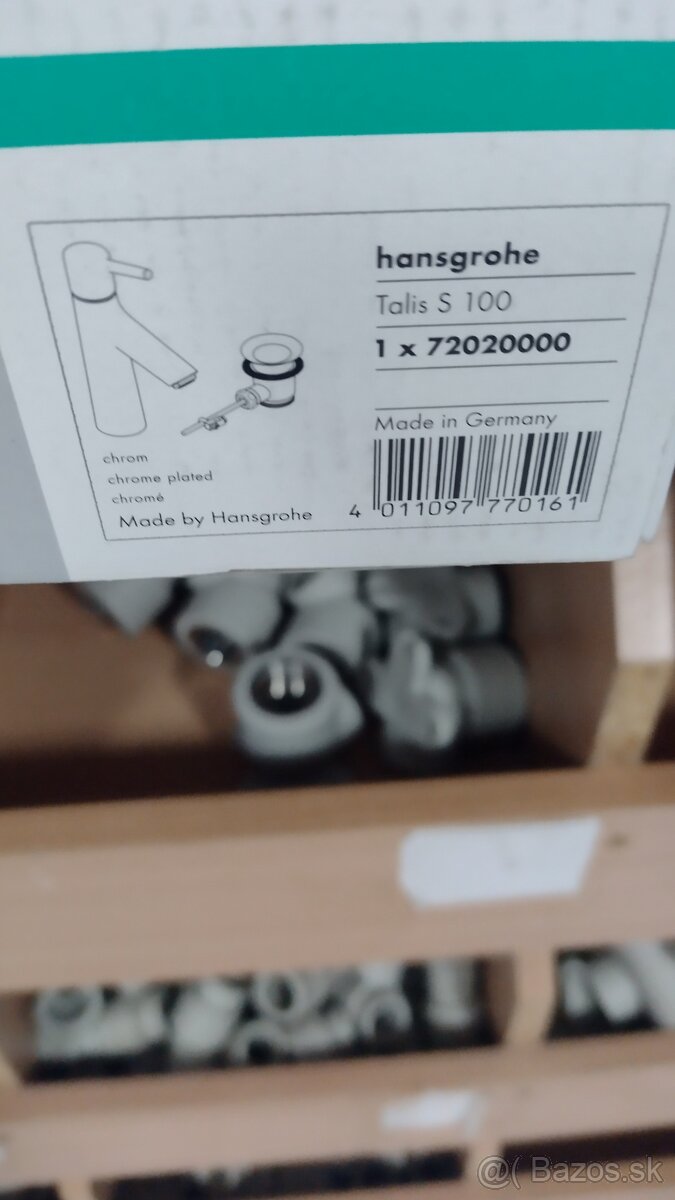 hansgrohe
Talis S 100
1 x 72020000
Made in Germany
chrom
chrome plated
chromé
Made by Hansgrohe
4 011097 770161
@( Bazos.sk